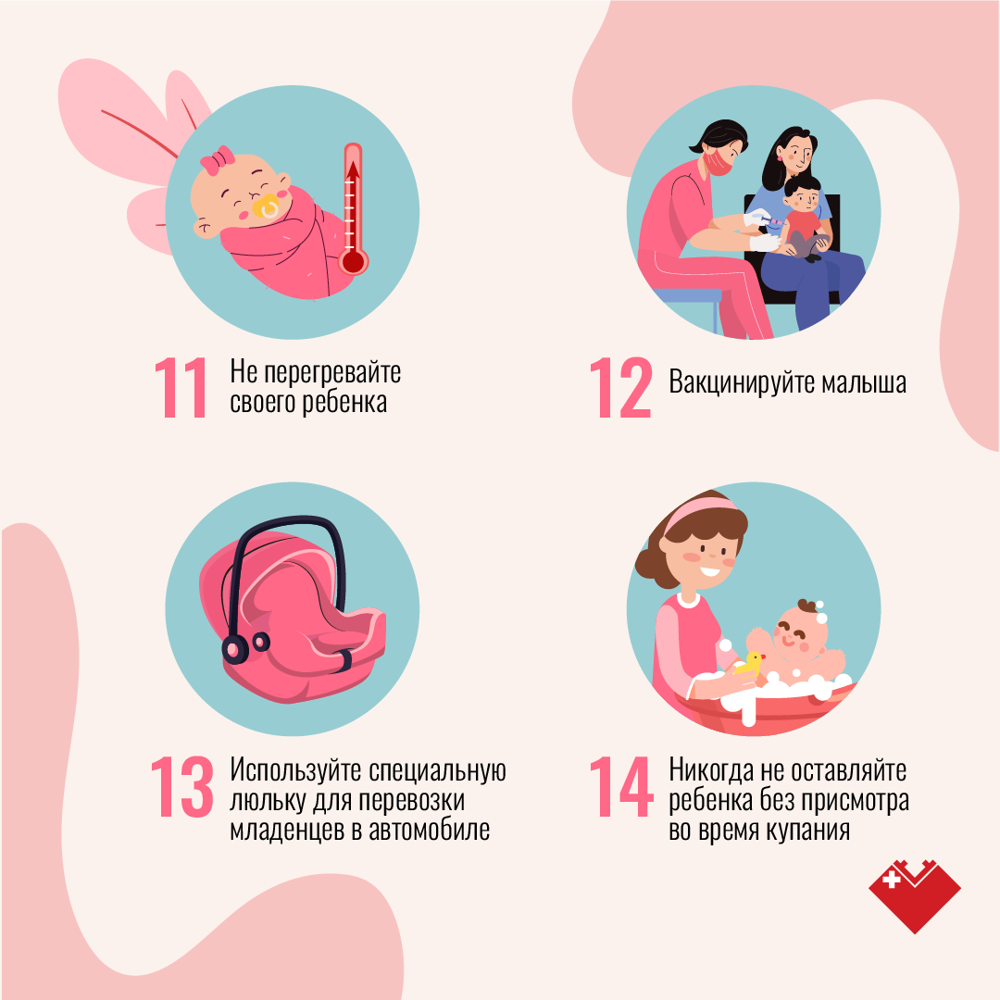 11
Не перегревайте
своего ребенка
12
Вакцинируйте малыша
13
Используйте специальную
люльку для перевозки
младенцев в автомобиле
14
Никогда не оставляйте
ребенка без присмотра
во время купания